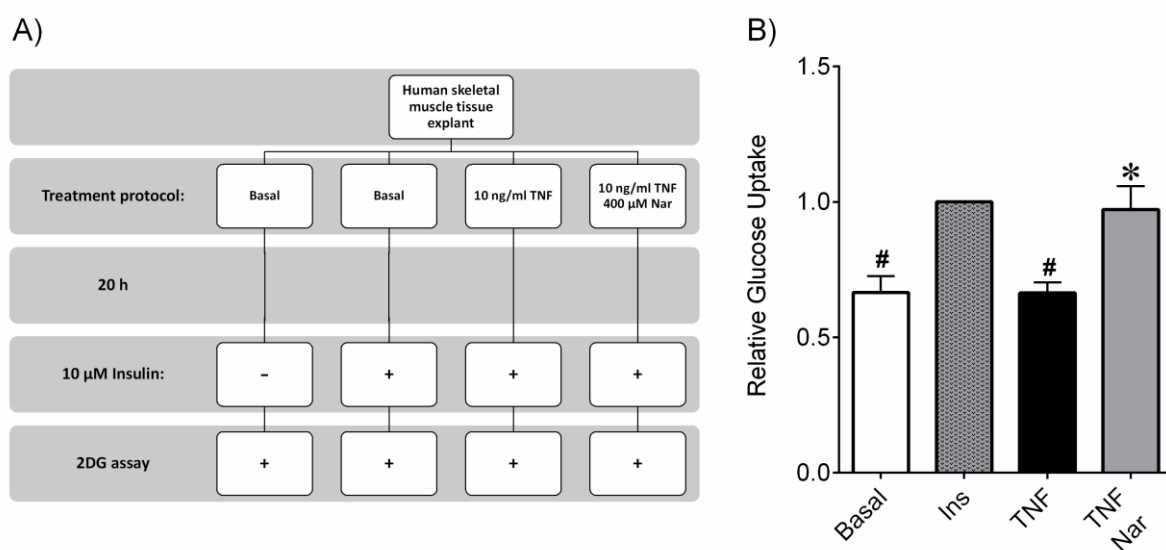 A)
Human skeletal
muscle tissue
explant
Treatment protocol:
Basal
Basal
10 ng/ml TNF
10 ng/ml TNF
400 µM Nar
20 h
10 µM Insulin:
–
+
+
+
2DG assay
+
+
+
+
B)
Relative Glucose Uptake
1.5
1.0
0.5
0.0
#
#
*
Basal
Ins
TNF
TNF
Nar